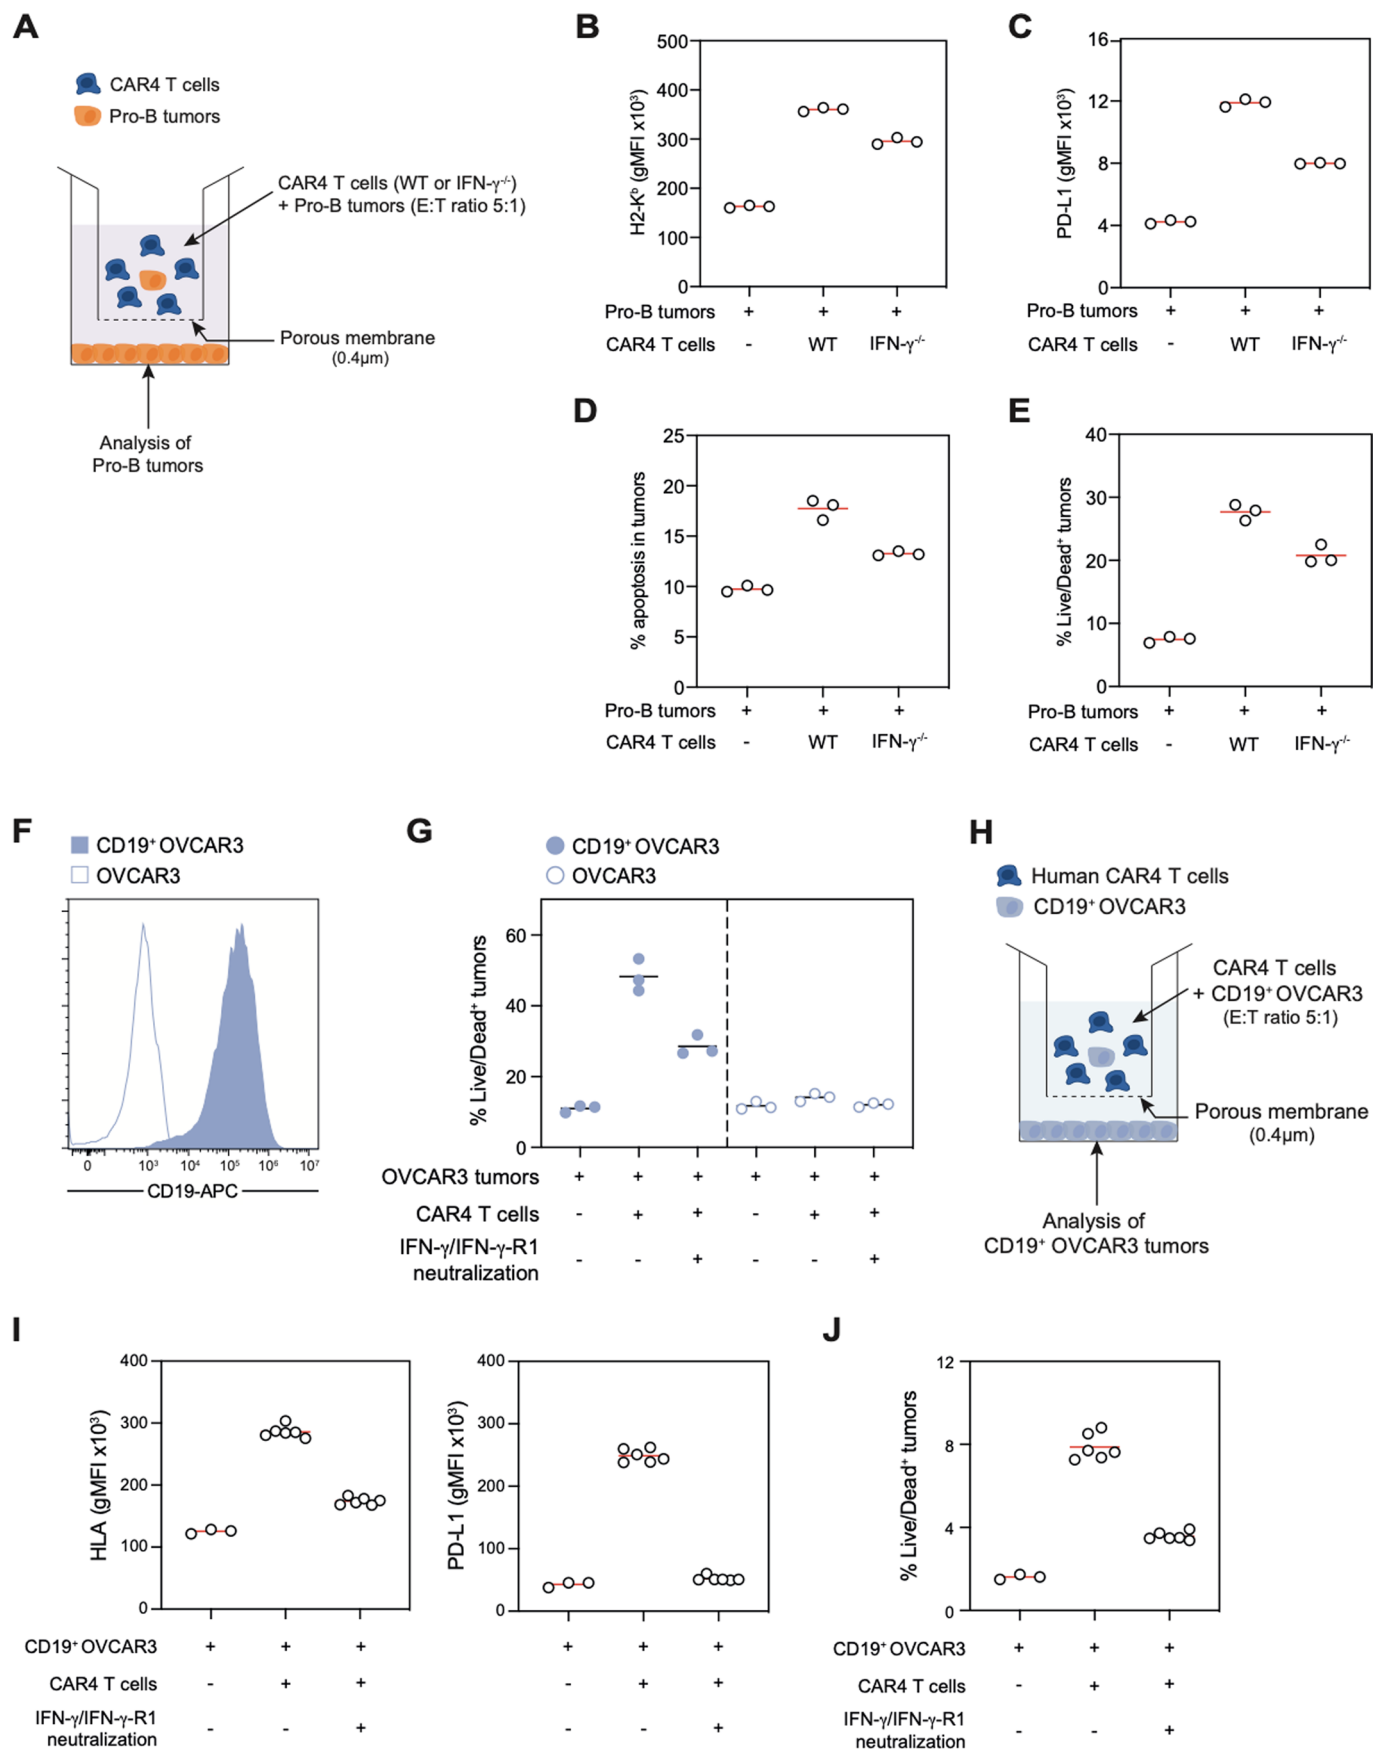 A
CAR4 T cells
Pro-B tumors
CAR4 T cells (WT or IFN-γ-/-)
+ Pro-B tumors (E:T ratio 5:1)
Porous membrane
(0.4μm)
Analysis of
Pro-B tumors
B
H2-Kb (gMFI x10³)
500
400
300
200
100
0
Pro-B tumors + + +
CAR4 T cells - WT IFN-γ-/-
C
PD-L1 (gMFI x10³)
16
12
8
4
0
Pro-B tumors + + +
CAR4 T cells - WT IFN-γ-/-
D
% apoptosis in tumors
25
20
15
10
5
0
Pro-B tumors + + +
CAR4 T cells - WT IFN-γ-/-
E
% Live/Dead+ tumors
40
30
20
10
0
Pro-B tumors + + +
CAR4 T cells - WT IFN-γ-/-
F
CD19+ OVCAR3
OVCAR3
0 10³ 10⁴ 10⁵ 10⁶ 10⁷
CD19-APC
G
CD19+ OVCAR3
OVCAR3
% Live/Dead+ tumors
60
40
20
0
OVCAR3 tumors + + + + + +
CAR4 T cells - + + - + +
IFN-γ/IFN-γ-R1
neutralization - - + - - +
H
Human CAR4 T cells
CD19+ OVCAR3
CAR4 T cells
+ CD19+ OVCAR3
(E:T ratio 5:1)
Porous membrane
(0.4μm)
Analysis of
CD19+ OVCAR3 tumors
I
HLA (gMFI x10³)
400
300
200
100
0
CD19+ OVCAR3 + + +
CAR4 T cells - + +
IFN-γ/IFN-γ-R1
neutralization - - +
PD-L1 (gMFI x10³)
400
300
200
100
0
+ + +
- + +
- - +
J
% Live/Dead+ tumors
12
8
4
0
CD19+ OVCAR3 + + +
CAR4 T cells - + +
IFN-γ/IFN-γ-R1
neutralization - - +